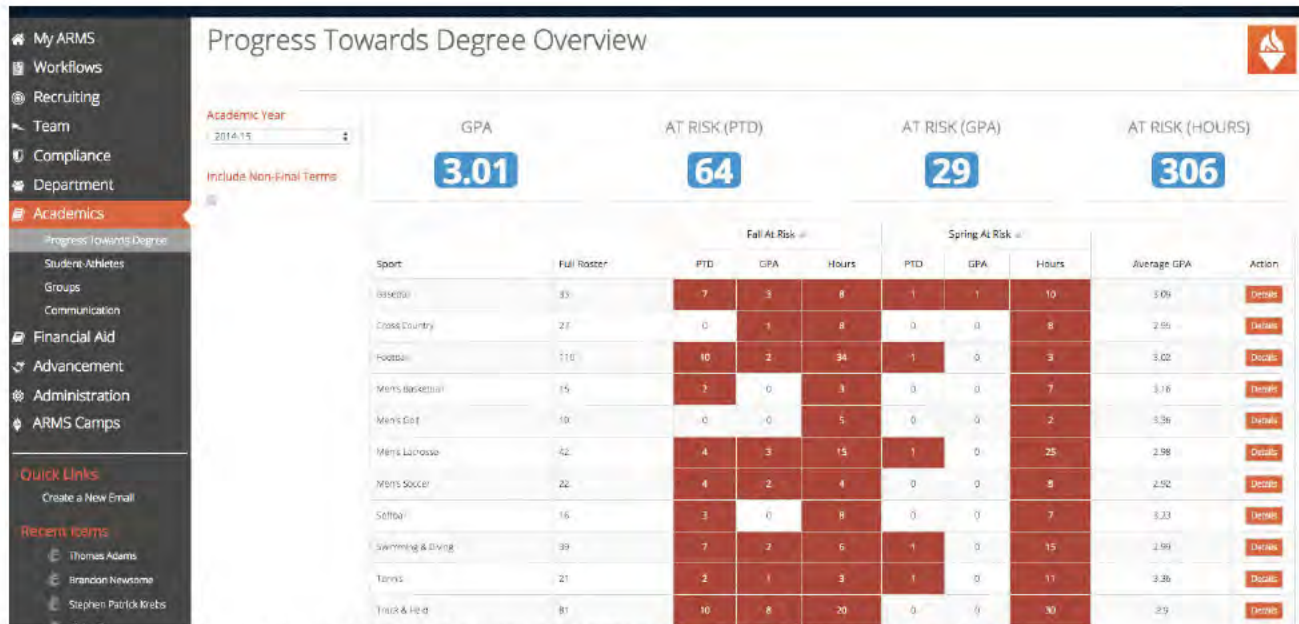 My ARMS
Workflows
Recruiting
Team
Compliance
Department
Academics
Progress Towards Degree
Student-Athletes
Groups
Communication
Financial Aid
Advancement
Administration
ARMS Camps
Quick Links
Create a New Email
Recent Items
Thomas Adams
Brandon Newsome
Stephen Patrick Krebs
Progress Towards Degree Overview
Academic Year
2014-15
Include Non-Final Terms
GPA AT RISK (PTD) AT RISK (GPA) AT RISK (HOURS)
3.01 64 29 306
Fall At Risk Spring At Risk
Sport Full Roster PTD GPA Hours PTD GPA Hours Average GPA Action
Baseball 33 7 3 8 1 1 10 3.09 Details
Cross Country 27 0 1 8 0 0 8 2.95 Details
Football 110 10 2 34 1 0 3 3.02 Details
Men's Basketball 15 2 0 3 0 0 7 3.16 Details
Men's Golf 10 0 0 5 0 0 2 3.36 Details
Men's Lacrosse 42 4 3 15 1 0 25 2.98 Details
Men's Soccer 22 4 2 4 0 0 8 2.92 Details
Softball 16 3 0 8 0 0 7 3.23 Details
Swimming & Diving 39 7 2 6 1 0 15 2.99 Details
Tennis 21 2 1 3 1 0 11 3.36 Details
Track & Field 81 10 8 20 0 0 30 2.9 Details